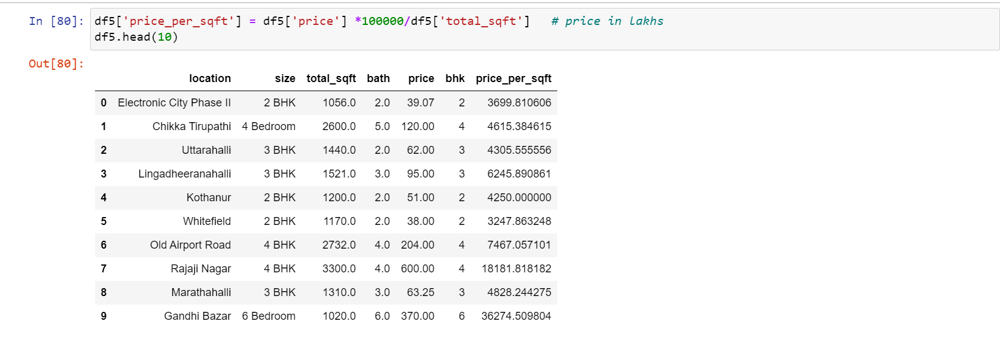 In [80]: df5['price_per_sqft'] = df5['price'] *100000/df5['total_sqft']   # price in lakhs
df5.head(10)
Out[80]:
location size total_sqft bath price bhk price_per_sqft
0 Electronic City Phase II 2 BHK 1056.0 2.0 39.07 2 3699.810606
1 Chikka Tirupathi 4 Bedroom 2600.0 5.0 120.00 4 4615.384615
2 Uttarahalli 3 BHK 1440.0 2.0 62.00 3 4305.555556
3 Lingadheeranahalli 3 BHK 1521.0 3.0 95.00 3 6245.890861
4 Kothanur 2 BHK 1200.0 2.0 51.00 2 4250.000000
5 Whitefield 2 BHK 1170.0 2.0 38.00 2 3247.863248
6 Old Airport Road 4 BHK 2732.0 4.0 204.00 4 7467.057101
7 Rajaji Nagar 4 BHK 3300.0 4.0 600.00 4 18181.818182
8 Marathahalli 3 BHK 1310.0 3.0 63.25 3 4828.244275
9 Gandhi Bazar 6 Bedroom 1020.0 6.0 370.00 6 36274.509804